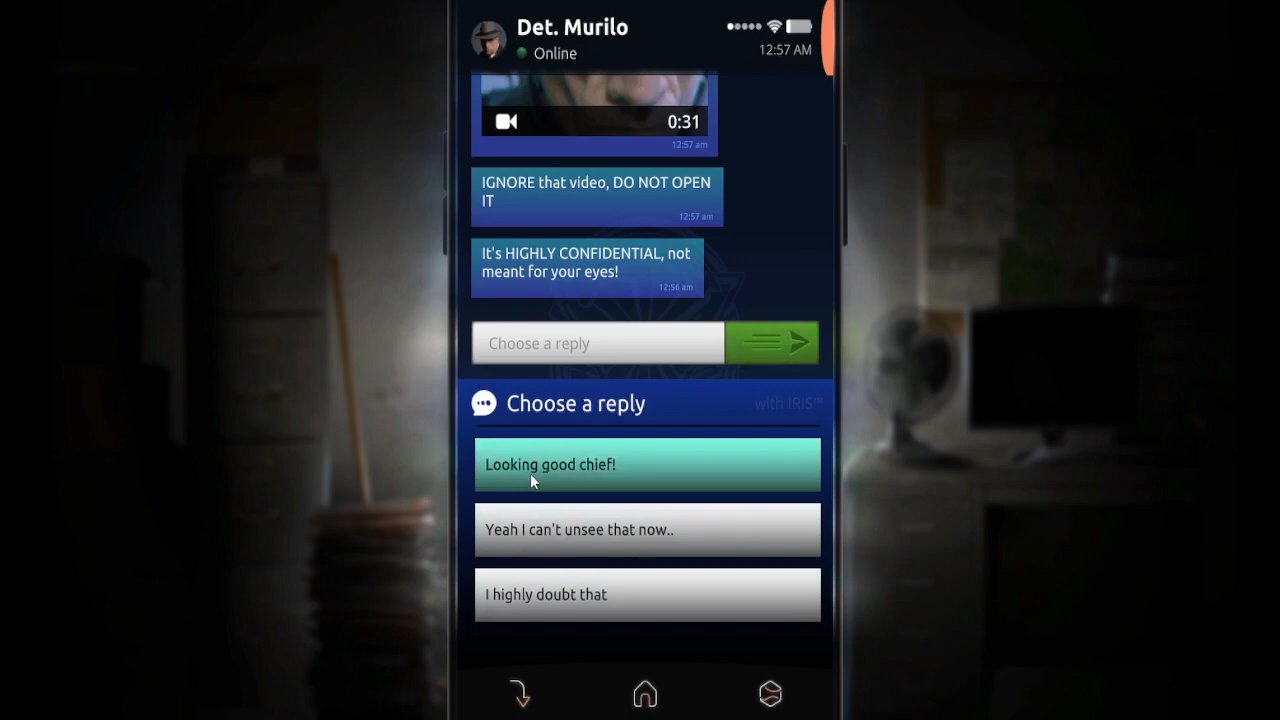 Det. Murilo
Online
12:57 AM
0:31
12:57 am
IGNORE that video, DO NOT OPEN
IT
12:57 am
It's HIGHLY CONFIDENTIAL, not
meant for your eyes!
12:56 am
Choose a reply
Choose a reply
with IRIS™
Looking good chief!
Yeah I can't unsee that now..
I highly doubt that